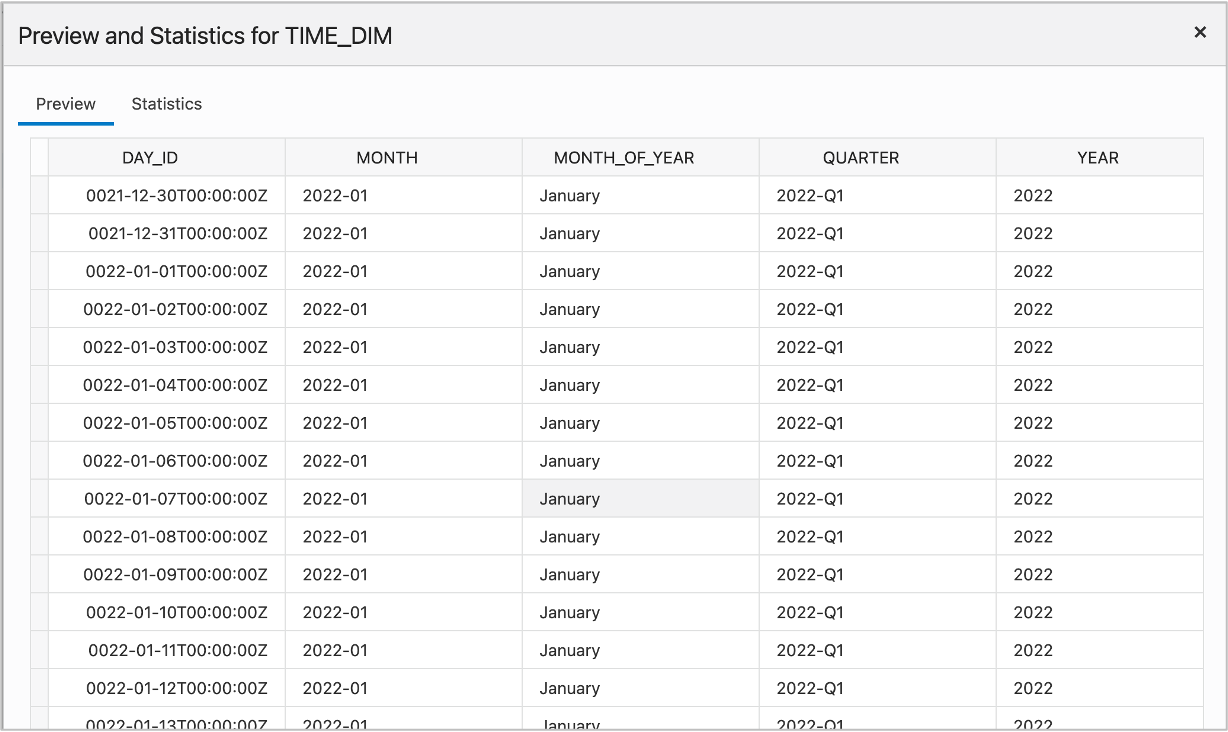 Preview and Statistics for TIME_DIM ×
Preview Statistics
DAY_ID MONTH MONTH_OF_YEAR QUARTER YEAR
0021-12-30T00:00:00Z 2022-01 January 2022-Q1 2022
0021-12-31T00:00:00Z 2022-01 January 2022-Q1 2022
0022-01-01T00:00:00Z 2022-01 January 2022-Q1 2022
0022-01-02T00:00:00Z 2022-01 January 2022-Q1 2022
0022-01-03T00:00:00Z 2022-01 January 2022-Q1 2022
0022-01-04T00:00:00Z 2022-01 January 2022-Q1 2022
0022-01-05T00:00:00Z 2022-01 January 2022-Q1 2022
0022-01-06T00:00:00Z 2022-01 January 2022-Q1 2022
0022-01-07T00:00:00Z 2022-01 January 2022-Q1 2022
0022-01-08T00:00:00Z 2022-01 January 2022-Q1 2022
0022-01-09T00:00:00Z 2022-01 January 2022-Q1 2022
0022-01-10T00:00:00Z 2022-01 January 2022-Q1 2022
0022-01-11T00:00:00Z 2022-01 January 2022-Q1 2022
0022-01-12T00:00:00Z 2022-01 January 2022-Q1 2022
0022-01-13T00:00:00Z 2022-01 January 2022-Q1 2022